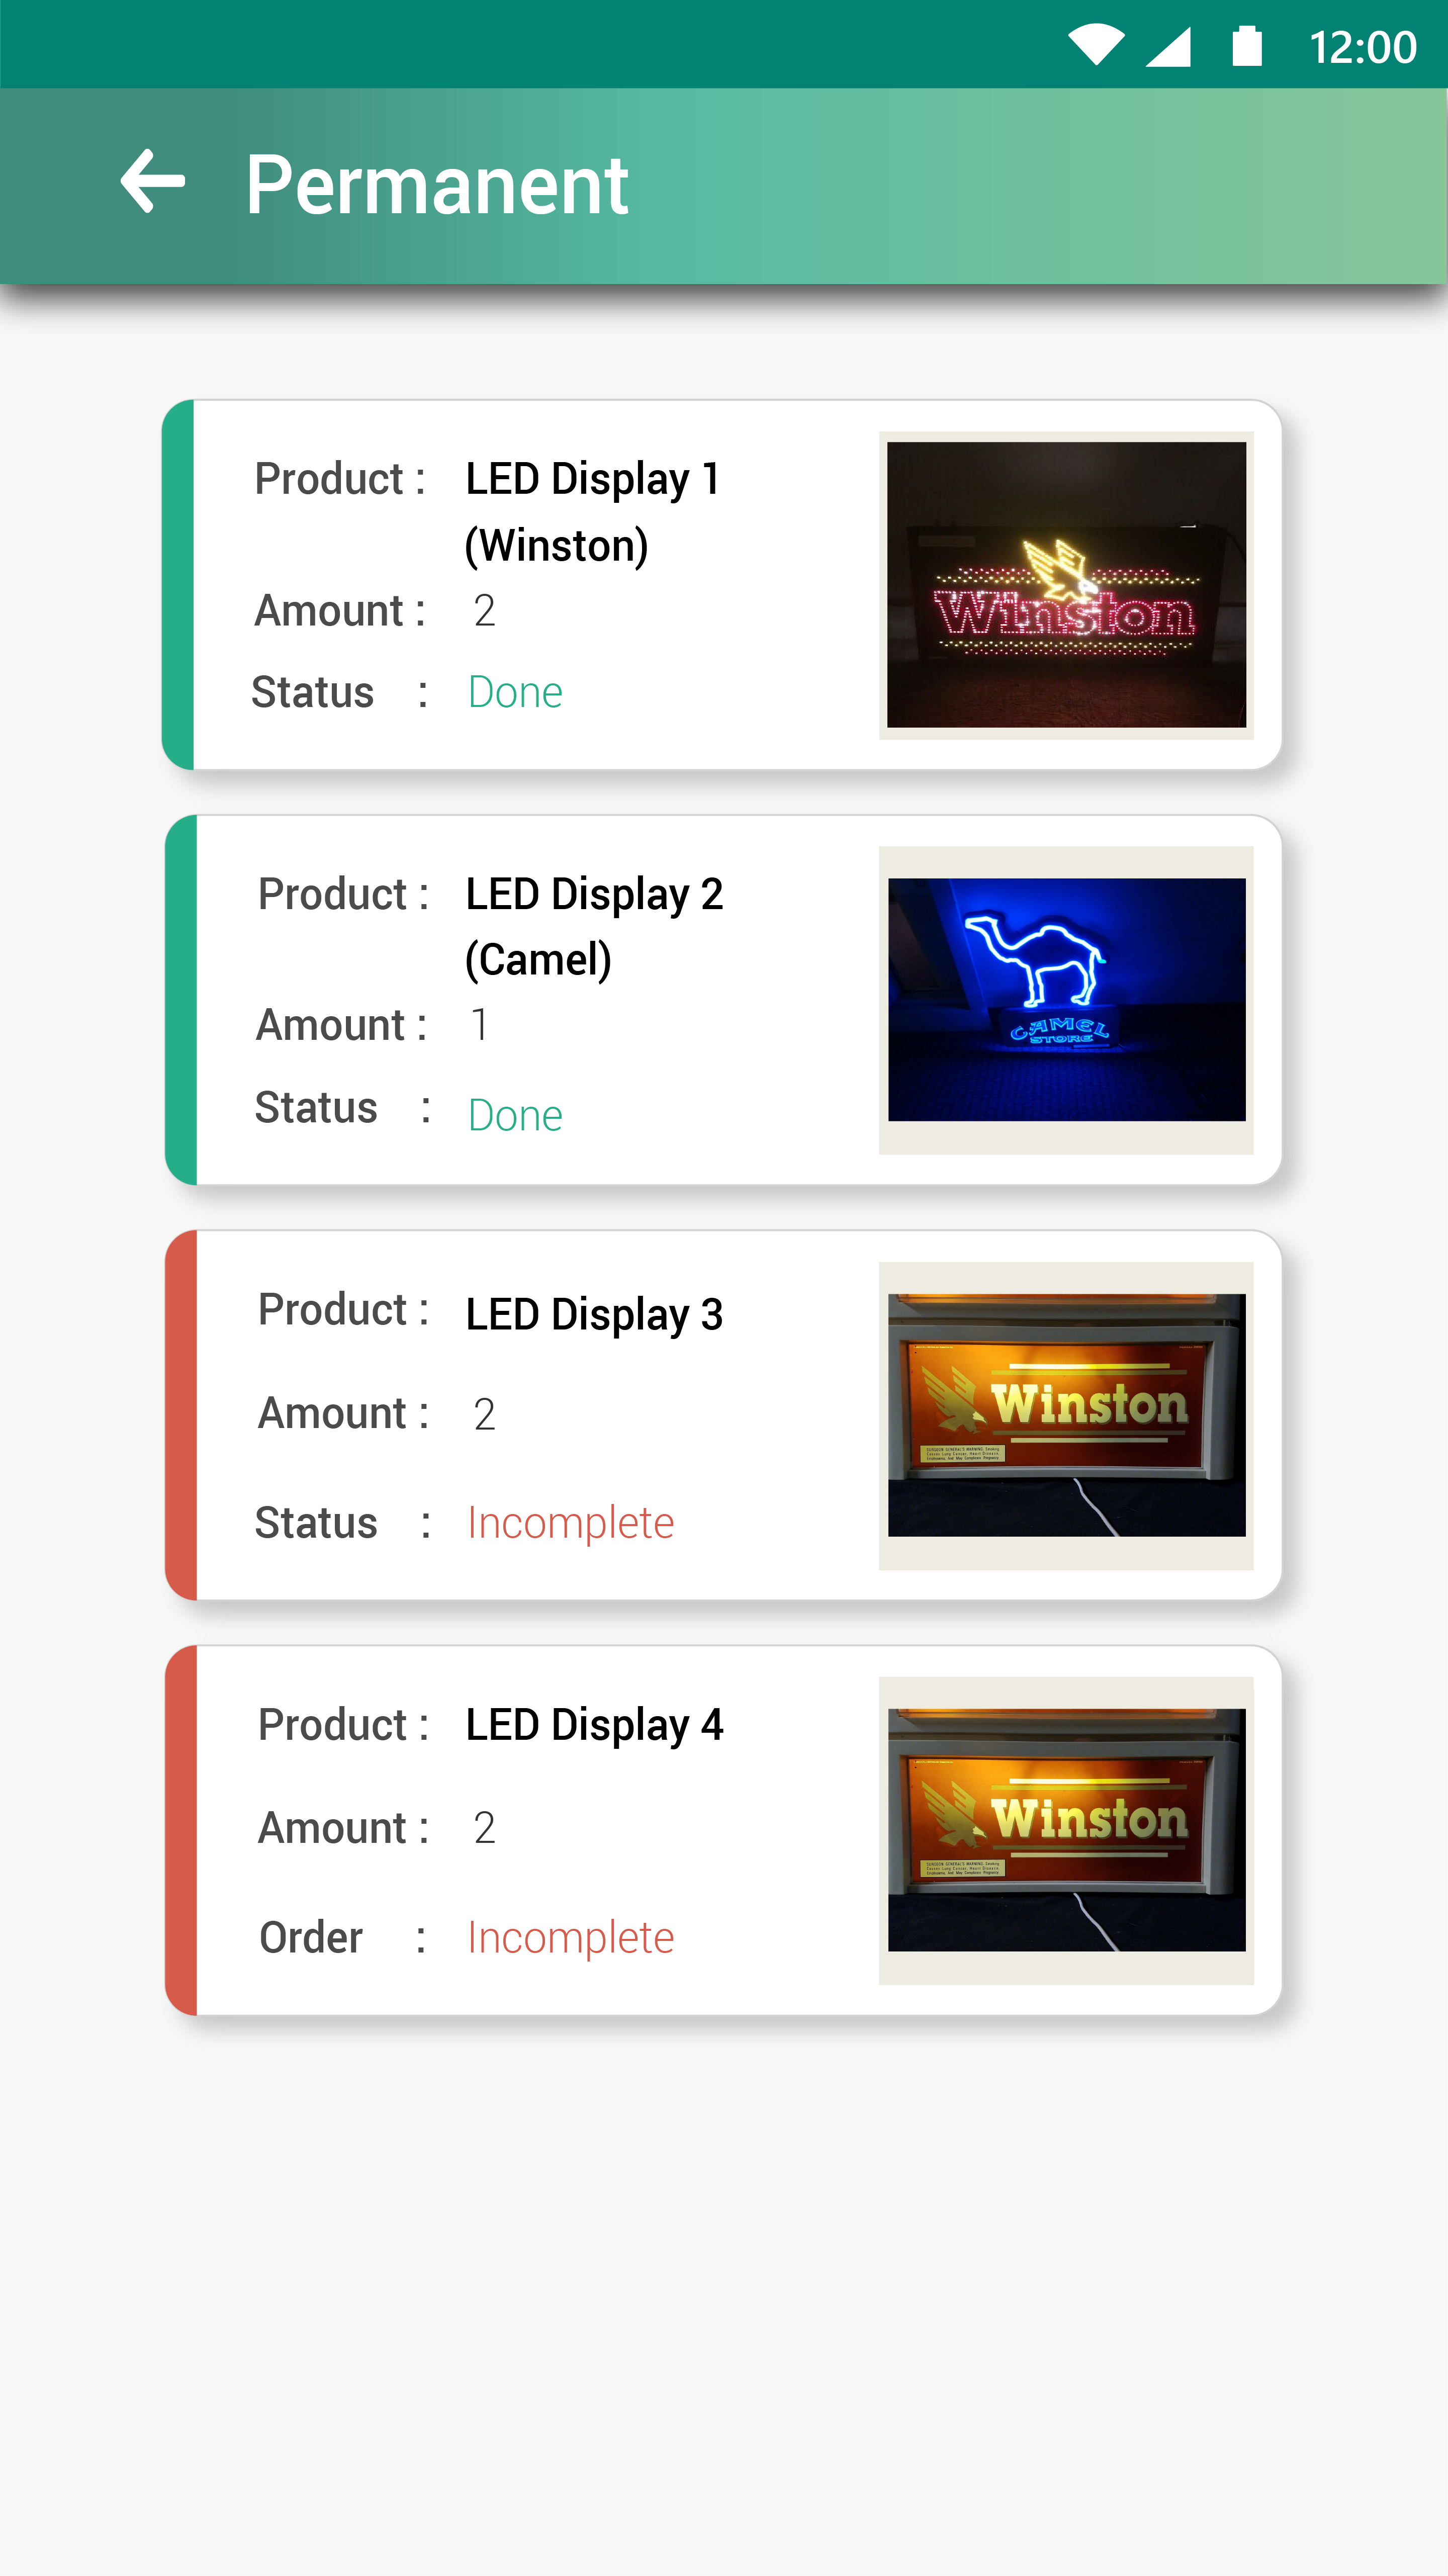 12:00
Permanent
Product : LED Display 1
(Winston)
Amount : 2
Status : Done
Winston
Product : LED Display 2
(Camel)
Amount : 1
Status : Done
CAMEL
STORE
Product : LED Display 3
Amount : 2
Status : Incomplete
Winston
Product : LED Display 4
Amount : 2
Order : Incomplete
Winston